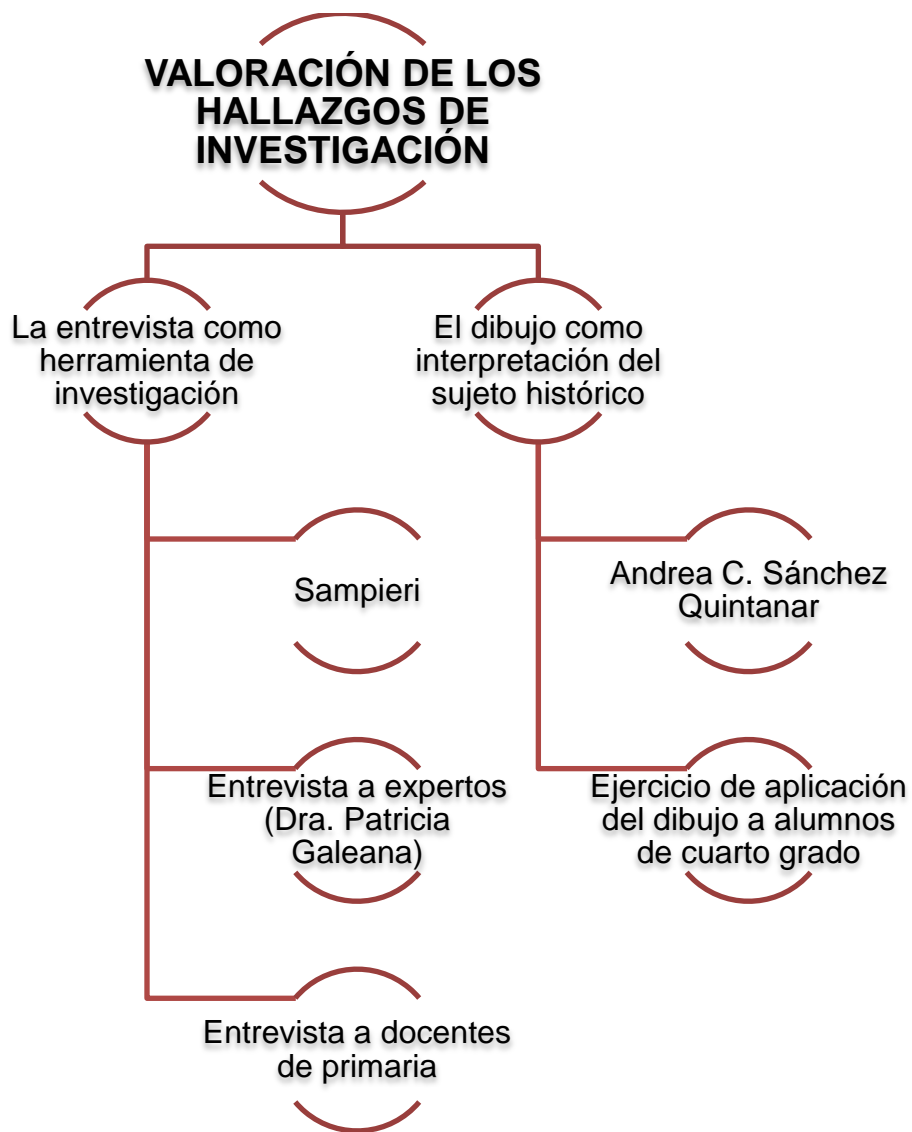 VALORACIÓN DE LOS
HALLAZGOS DE
INVESTIGACIÓN
La entrevista como
herramienta de
investigación
El dibujo como
interpretación del
sujeto histórico
Sampieri
Andrea C. Sánchez
Quintanar
Entrevista a expertos
(Dra. Patricia
Galeana)
Ejercicio de aplicación
del dibujo a alumnos
de cuarto grado
Entrevista a docentes
de primaria